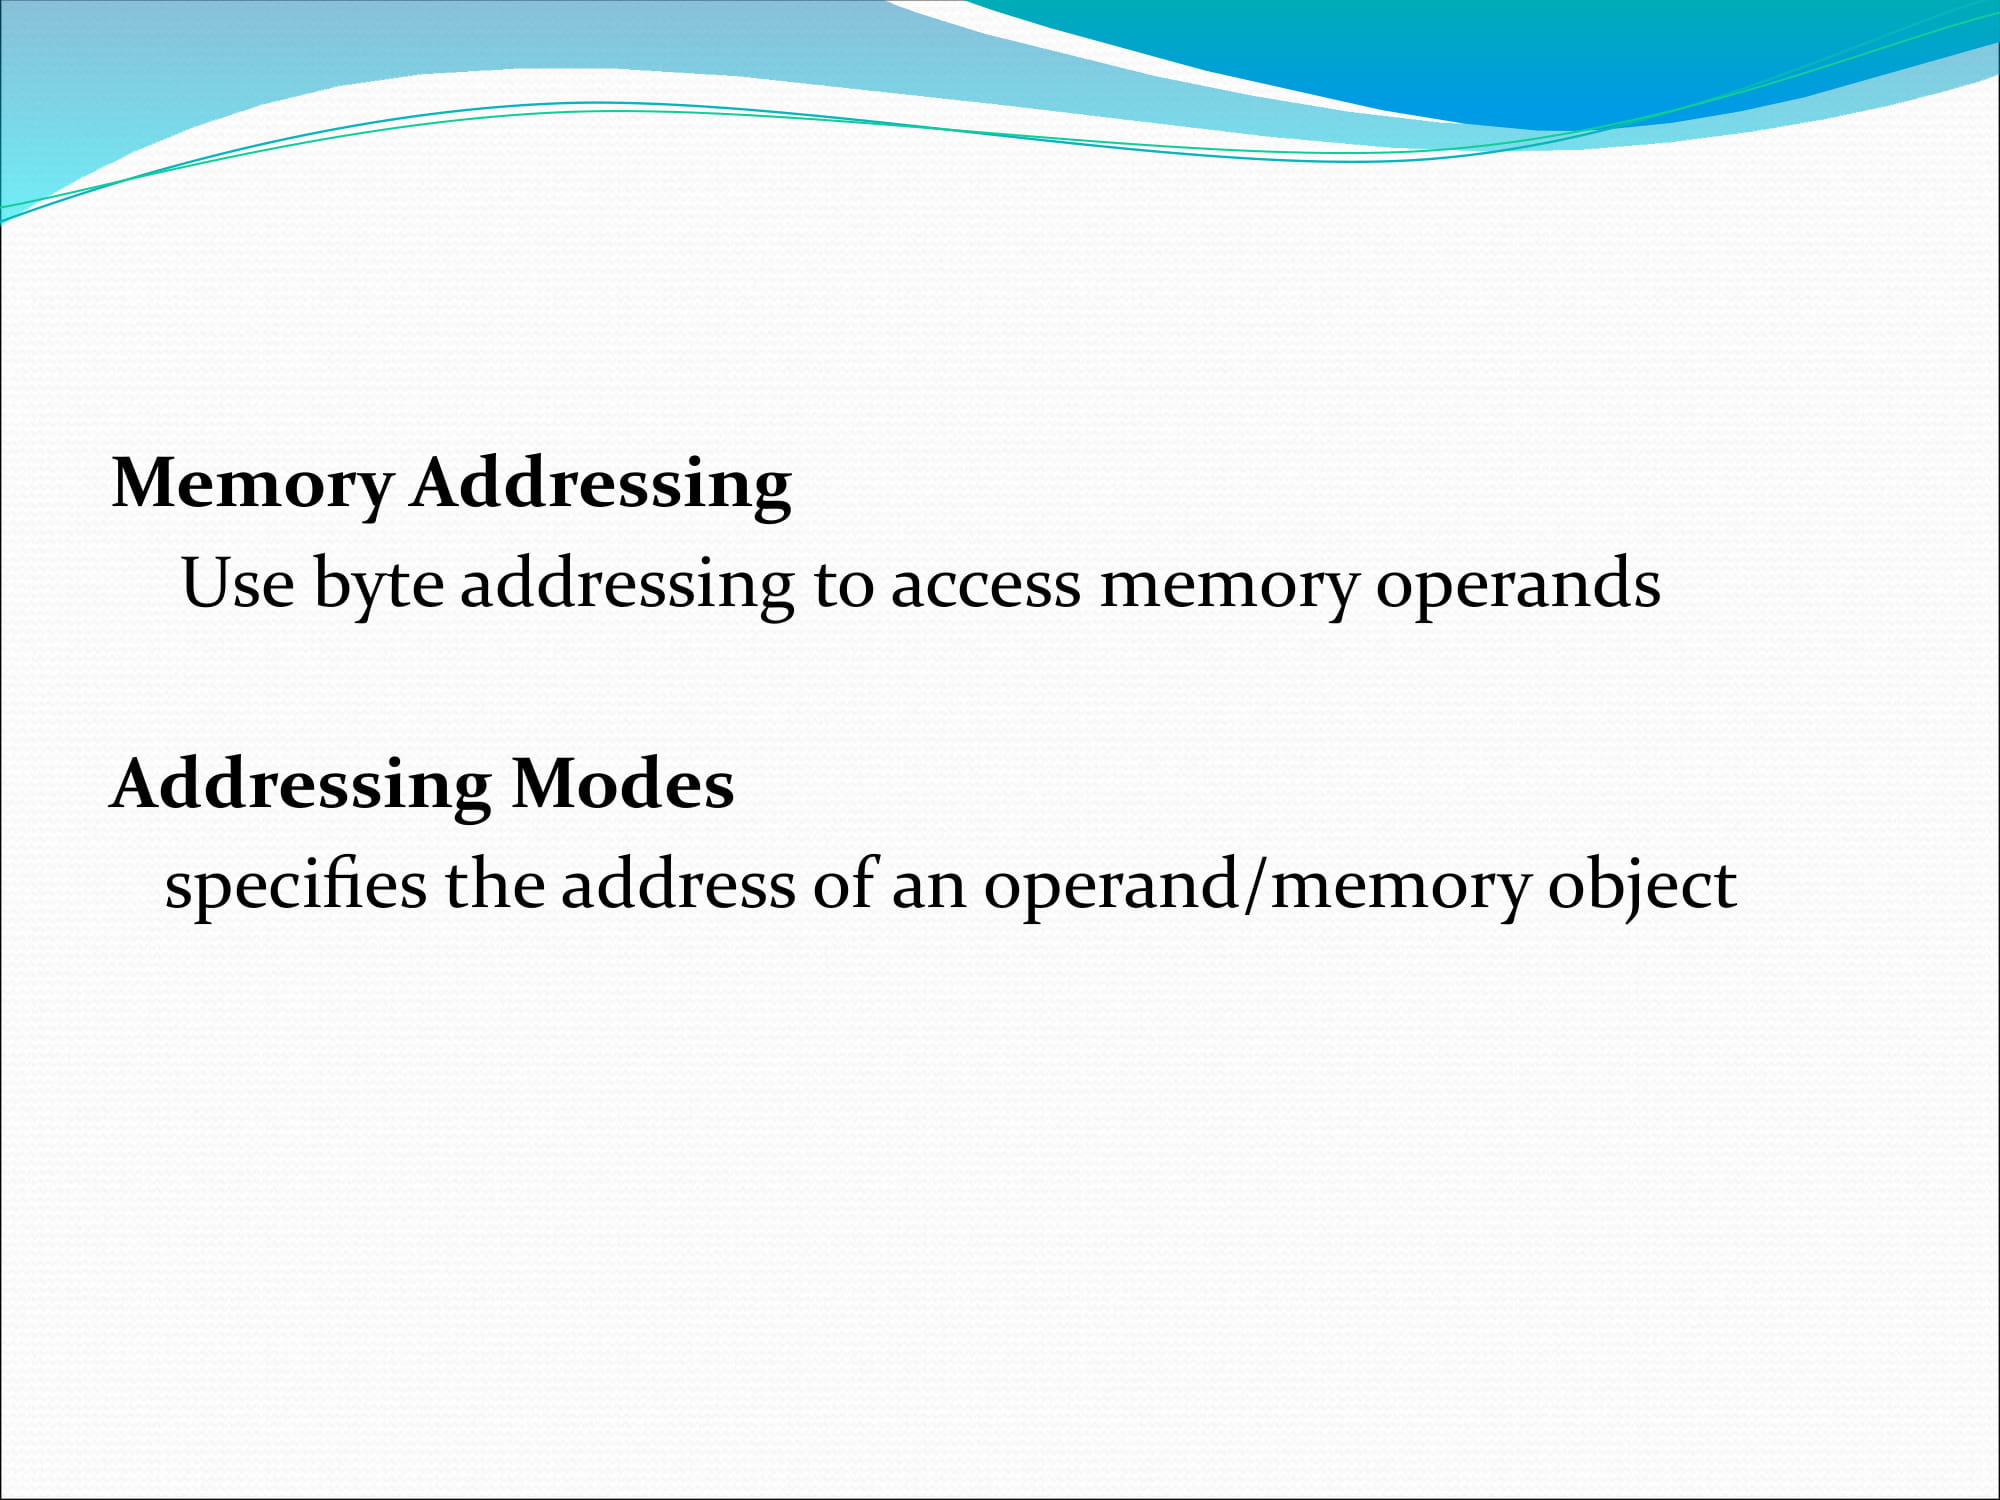 Memory Addressing
Use byte addressing to access memory operands
Addressing Modes
specifies the address of an operand/memory object